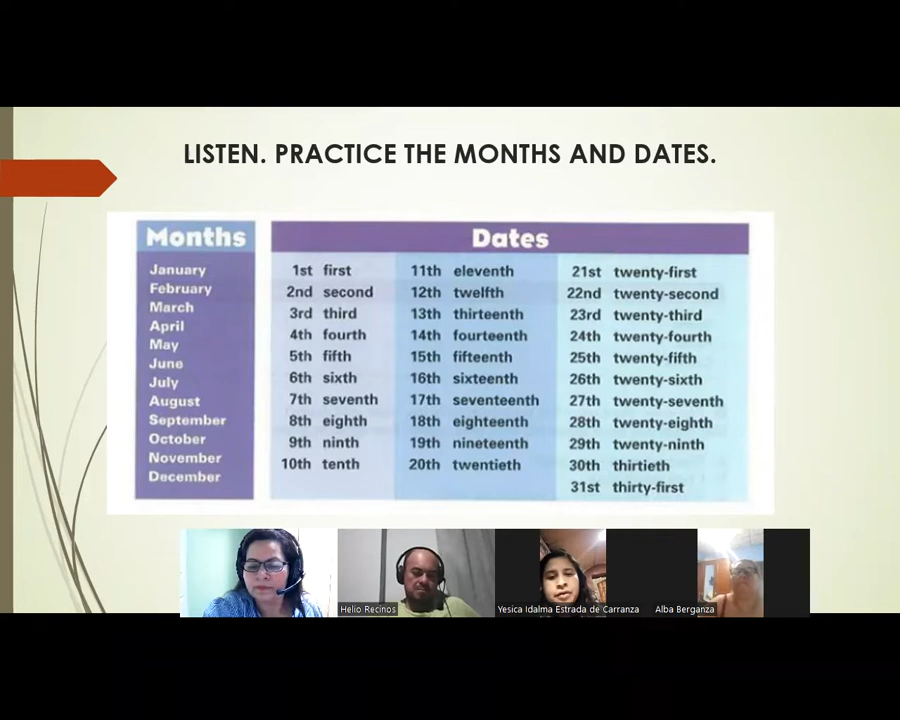 LISTEN. PRACTICE THE MONTHS AND DATES.
Months
January
February
March
April
May
June
July
August
September
October
November
December
Dates
1st first
2nd second
3rd third
4th fourth
5th fifth
6th sixth
7th seventh
8th eighth
9th ninth
10th tenth
11th eleventh
12th twelfth
13th thirteenth
14th fourteenth
15th fifteenth
16th sixteenth
17th seventeenth
18th eighteenth
19th nineteenth
20th twentieth
21st twenty-first
22nd twenty-second
23rd twenty-third
24th twenty-fourth
25th twenty-fifth
26th twenty-sixth
27th twenty-seventh
28th twenty-eighth
29th twenty-ninth
30th thirtieth
31st thirty-first
Helio Recinos
Yesica Idalma Estrada de Carranza
Alba Berganza